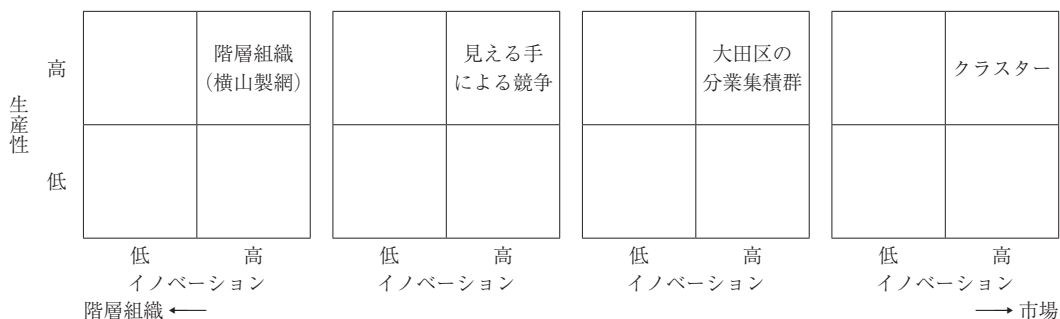 生産性
高
低
階層組織
（横山製網）
見える手
による競争
大田区の
分業集積群
クラスター
低 高
イノベーション
低 高
イノベーション
低 高
イノベーション
低 高
イノベーション
階層組織 ←
→ 市場